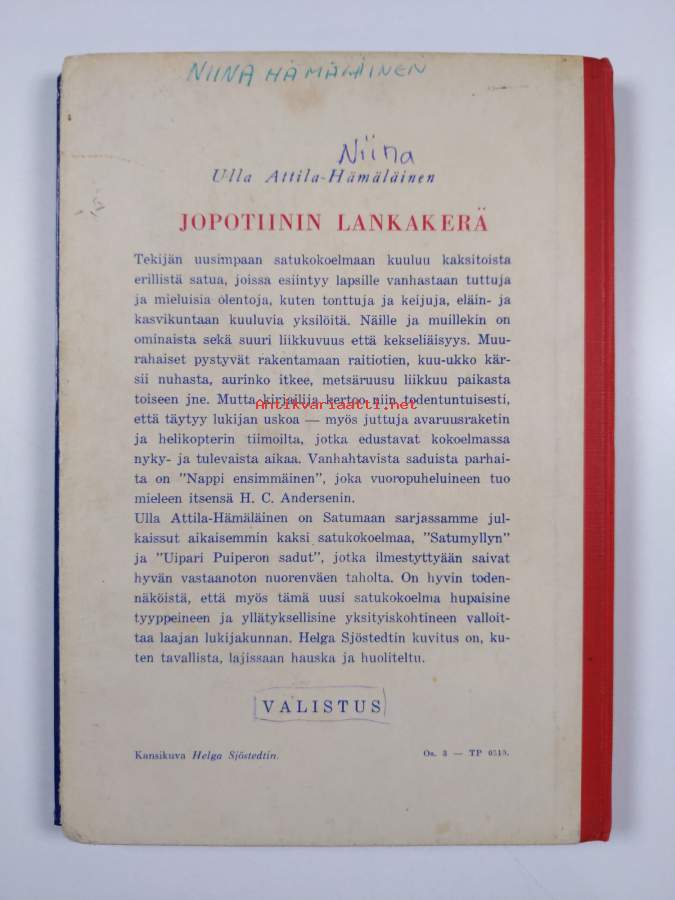 NIINA HÄMÄLÄINEN
Niina
Ulla Attila-Hämäläinen
JOPOTIININ LANKAKERÄ
Tekijän uusimpaan satukokoelmaan kuuluu kaksitoista
erillistä satua, joissa esiintyy lapsille vanhastaan tuttuja
ja mieluisia olentoja, kuten tonttuja ja keijuja, eläin- ja
kasvikuntaan kuuluvia yksilöitä. Näille ja muillekin on
ominaista sekä suuri liikkuvuus että kekseliäisyys. Muu-
rahaiset pystyvät rakentamaan raitiotien, kuu-ukko kär-
sii nuhasta, aurinko itkee, metsäruusu liikkuu paikasta
toiseen jne. Mutta kirjailija kertoo niin todentuntuisesti,
Antikvariaatti.net
että täytyy lukijan uskoa — myös juttuja avaruusraketin
ja helikopterin tiimoilta, jotka edustavat kokoelmassa
nyky- ja tulevaista aikaa. Vanhahtavista saduista parhai-
ta on "Nappi ensimmäinen", joka vuoropuheluineen tuo
mieleen itsensä H. C. Andersenin.
Ulla Attila-Hämäläinen on Satumaan sarjassamme jul-
kaissut aikaisemmin kaksi satukokoelmaa, "Satumyllyn"
ja "Uipari Puiperon sadut", jotka ilmestyttyään saivat
hyvän vastaanoton nuorenväen taholta. On hyvin toden-
näköistä, että myös tämä uusi satukokoelma hupaisine
tyyppeineen ja yllätyksellisine yksityiskohtineen valloit-
taa laajan lukijakunnan. Helga Sjöstedtin kuvitus on, ku-
ten tavallista, lajissaan hauska ja huoliteltu.
VALISTUS
Kansikuva Helga Sjöstedtin.
Os. 3 — TP